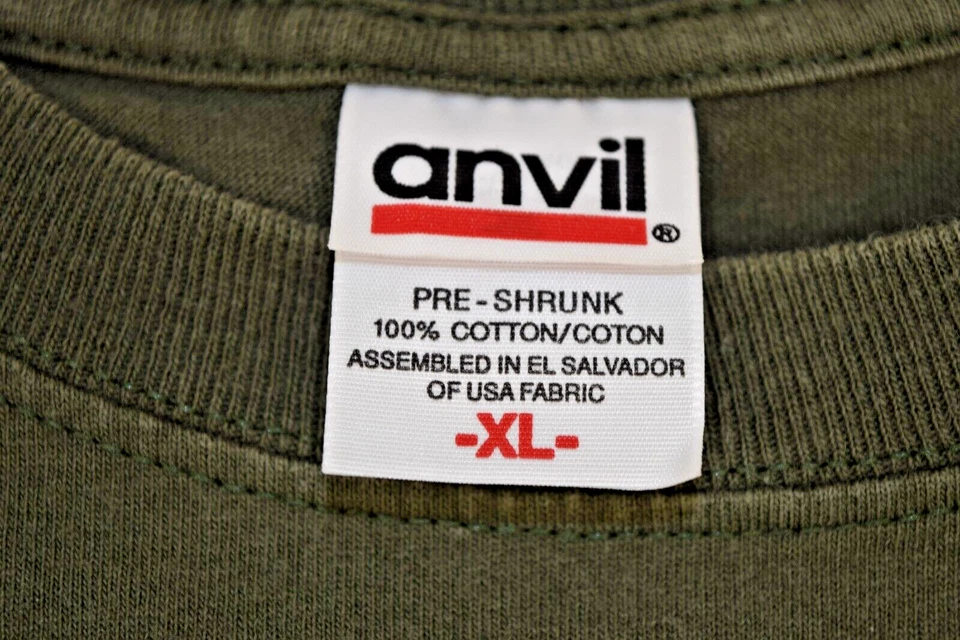 anvil®
PRE-SHRUNK
100% COTTON/COTON
ASSEMBLED IN EL SALVADOR
OF USA FABRIC
-XL-